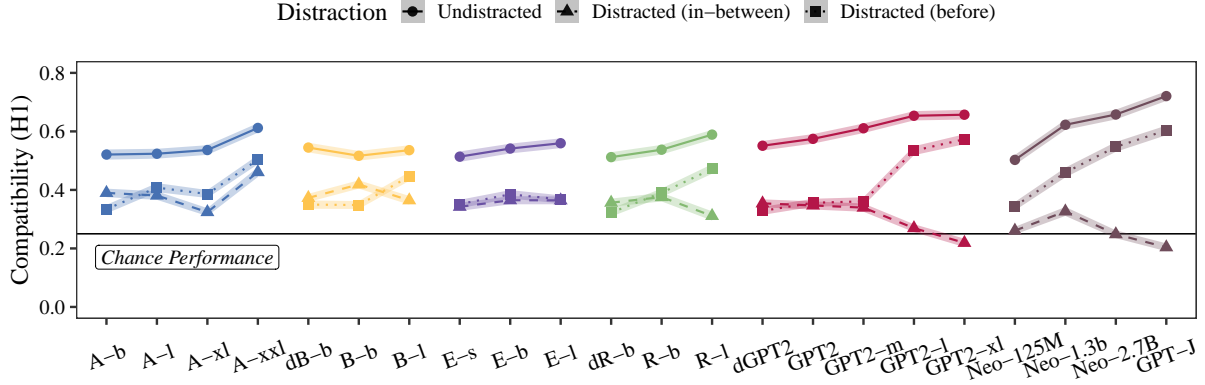 Distraction Undistracted Distracted (in−between) Distracted (before)
Compatibility (H1)
0.8
0.6
0.4
0.2
0.0
Chance Performance
A−b A−l A−xl A−xxl dB−b B−b B−l E−s E−b E−l dR−b R−b R−l dGPT2 GPT2 GPT2−m GPT2−l GPT2−xl Neo−125M Neo−1.3b Neo−2.7B GPT−J